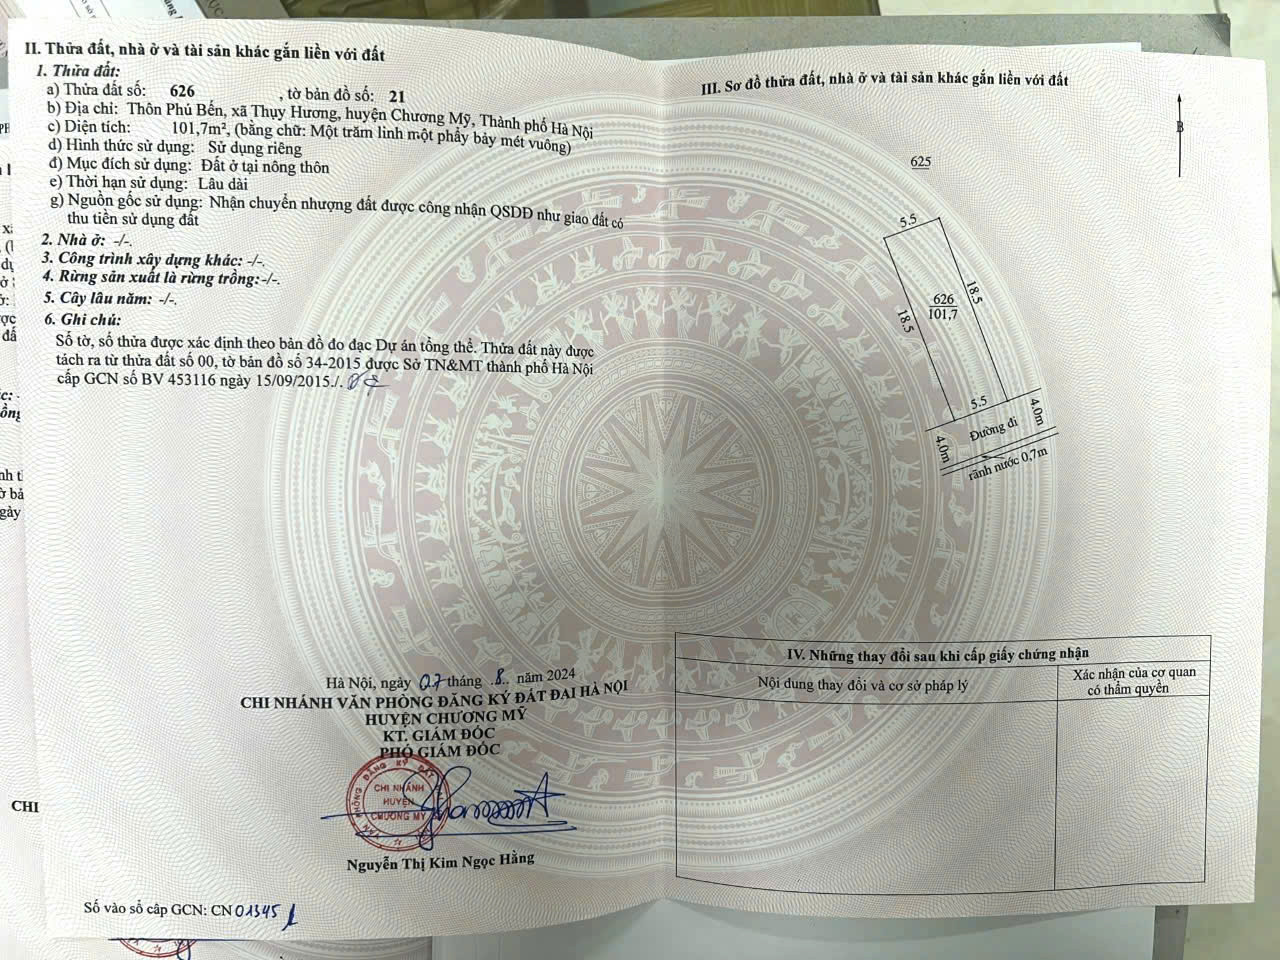 II. Thửa đất, nhà ở và tài sản khác gắn liền với đất
1. Thửa đất:
a) Thửa đất số: 626 , tờ bản đồ số: 21
b) Địa chỉ: Thôn Phú Bến, xã Thụy Hương, huyện Chương Mỹ, Thành phố Hà Nội
c) Diện tích: 101,7m², (bằng chữ: Một trăm linh một phẩy bảy mét vuông)
d) Hình thức sử dụng: Sử dụng riêng
đ) Mục đích sử dụng: Đất ở tại nông thôn
e) Thời hạn sử dụng: Lâu dài
g) Nguồn gốc sử dụng: Nhận chuyển nhượng đất được công nhận QSDĐ như giao đất có
thu tiền sử dụng đất
2. Nhà ở: -/-.
3. Công trình xây dựng khác: -/-.
4. Rừng sản xuất là rừng trồng: -/-.
5. Cây lâu năm: -/-.
6. Ghi chú:
Số tờ, số thửa được xác định theo bản đồ đo đạc Dự án tổng thể. Thửa đất này được
tách ra từ thửa đất số 00, tờ bản đồ số 34-2015 được Sở TN&MT thành phố Hà Nội
cấp GCN số BV 453116 ngày 15/09/2015./.
Hà Nội, ngày 07 tháng .8.. năm 2024
CHI NHÁNH VĂN PHÒNG ĐĂNG KÝ ĐẤT ĐAI HÀ NỘI
HUYỆN CHƯƠNG MỸ
KT. GIÁM ĐỐC
PHÓ GIÁM ĐỐC
VĂN PHÒNG ĐĂNG KÝ ĐẤT
CHI NHÁNH
HUYỆN
CHƯƠNG MỸ
Nguyễn Thị Kim Ngọc Hằng
Số vào sổ cấp GCN: CN 01345
III. Sơ đồ thửa đất, nhà ở và tài sản khác gắn liền với đất
B
625
5.5
18.5
626
101,7
18.5
5.5
4.0m
Đường đi
4.0m
rãnh nước 0,7m
IV. Những thay đổi sau khi cấp giấy chứng nhận
Nội dung thay đổi và cơ sở pháp lý
Xác nhận của cơ quan
có thẩm quyền
CHI